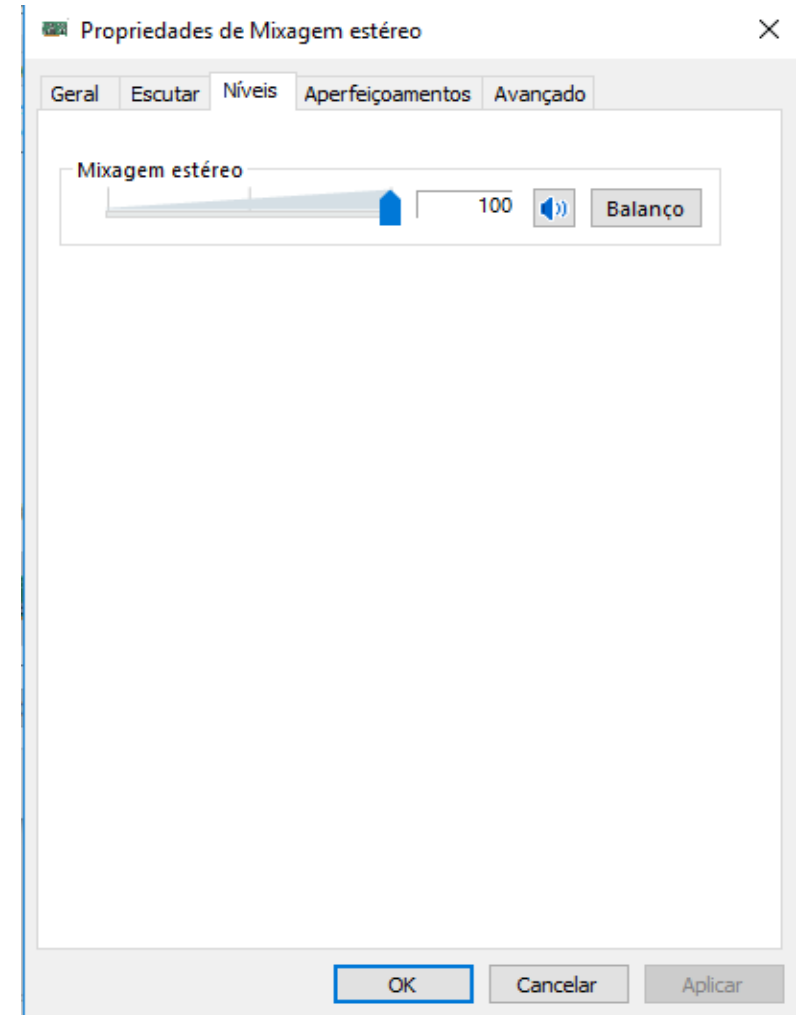 Propriedades de Mixagem estéreo
Geral Escutar Níveis Aperfeiçoamentos Avançado
Mixagem estéreo
100 Balanço
OK Cancelar Aplicar